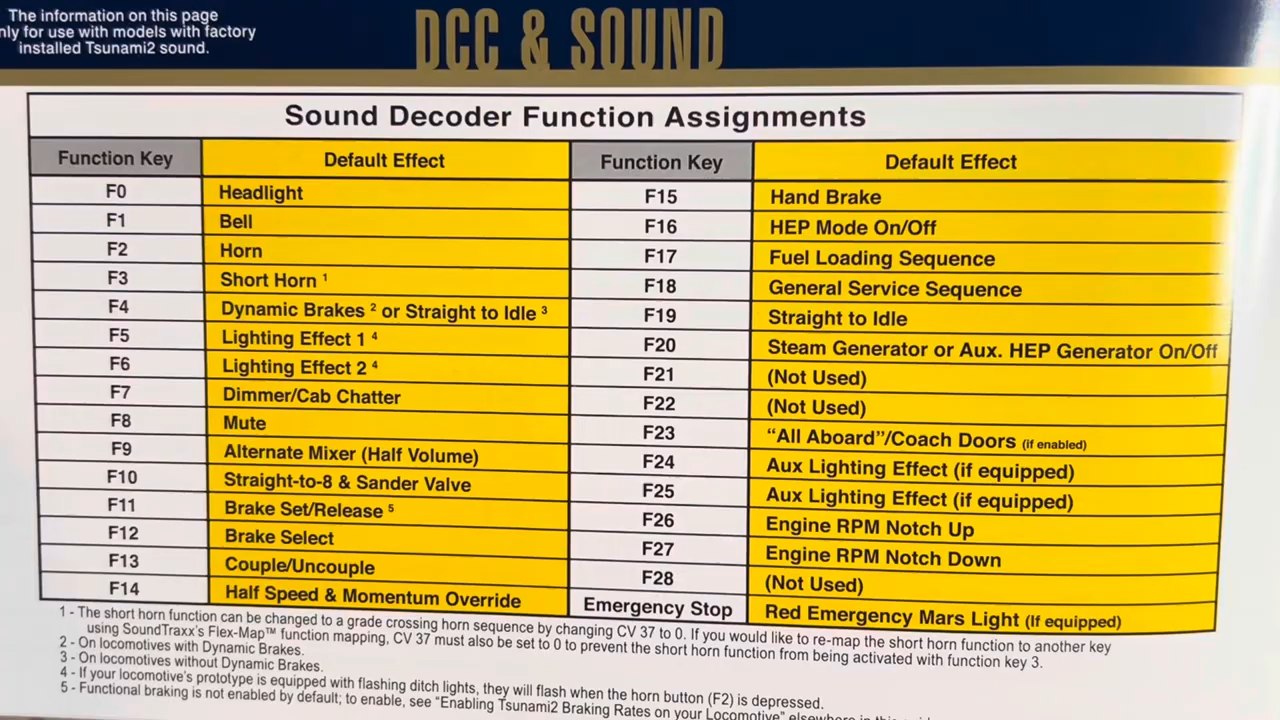 The information on this page
nly for use with models with factory
installed Tsunami2 sound.
DCC & SOUND
Sound Decoder Function Assignments
Function Key Default Effect Function Key Default Effect
F0 Headlight F15 Hand Brake
F1 Bell F16 HEP Mode On/Off
F2 Horn F17 Fuel Loading Sequence
F3 Short Horn 1 F18 General Service Sequence
F4 Dynamic Brakes 2 or Straight to Idle 3 F19 Straight to Idle
F5 Lighting Effect 1 4 F20 Steam Generator or Aux. HEP Generator On/Off
F6 Lighting Effect 2 4 F21 (Not Used)
F7 Dimmer/Cab Chatter F22 (Not Used)
F8 Mute F23 “All Aboard”/Coach Doors (if enabled)
F9 Alternate Mixer (Half Volume) F24 Aux Lighting Effect (if equipped)
F10 Straight-to-8 & Sander Valve F25 Aux Lighting Effect (if equipped)
F11 Brake Set/Release 5 F26 Engine RPM Notch Up
F12 Brake Select F27 Engine RPM Notch Down
F13 Couple/Uncouple F28 (Not Used)
F14 Half Speed & Momentum Override Emergency Stop Red Emergency Mars Light (If equipped)
1 - The short horn function can be changed to a grade crossing horn sequence by changing CV 37 to 0. If you would like to re-map the short horn function to another key
using SoundTraxx's Flex-Map™ function mapping, CV 37 must also be set to 0 to prevent the short horn function from being activated with function key 3.
2 - On locomotives with Dynamic Brakes.
3 - On locomotives without Dynamic Brakes.
4 - If your locomotive's prototype is equipped with flashing ditch lights, they will flash when the horn button (F2) is depressed.
5 - Functional braking is not enabled by default; to enable, see “Enabling Tsunami2 Braking Rates on your Locomotive” elsewhere in this